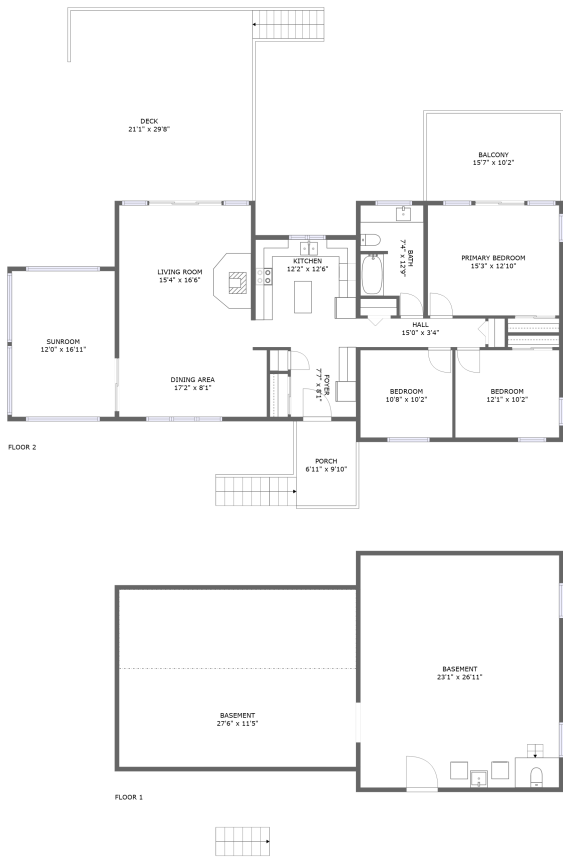 DECK
21'1" x 29'8"
BALCONY
15'7" x 10'2"
LIVING ROOM
15'4" x 16'6"
KITCHEN
12'2" x 12'6"
BATH
7'4" x 12'9"
PRIMARY BEDROOM
15'3" x 12'10"
SUNROOM
12'0" x 16'11"
HALL
15'0" x 3'4"
DINING AREA
17'2" x 8'1"
FOYER
7'7" x 8'1"
BEDROOM
10'8" x 10'2"
BEDROOM
12'1" x 10'2"
FLOOR 2
PORCH
6'11" x 9'10"
BASEMENT
23'1" x 26'11"
BASEMENT
27'6" x 11'5"
FLOOR 1